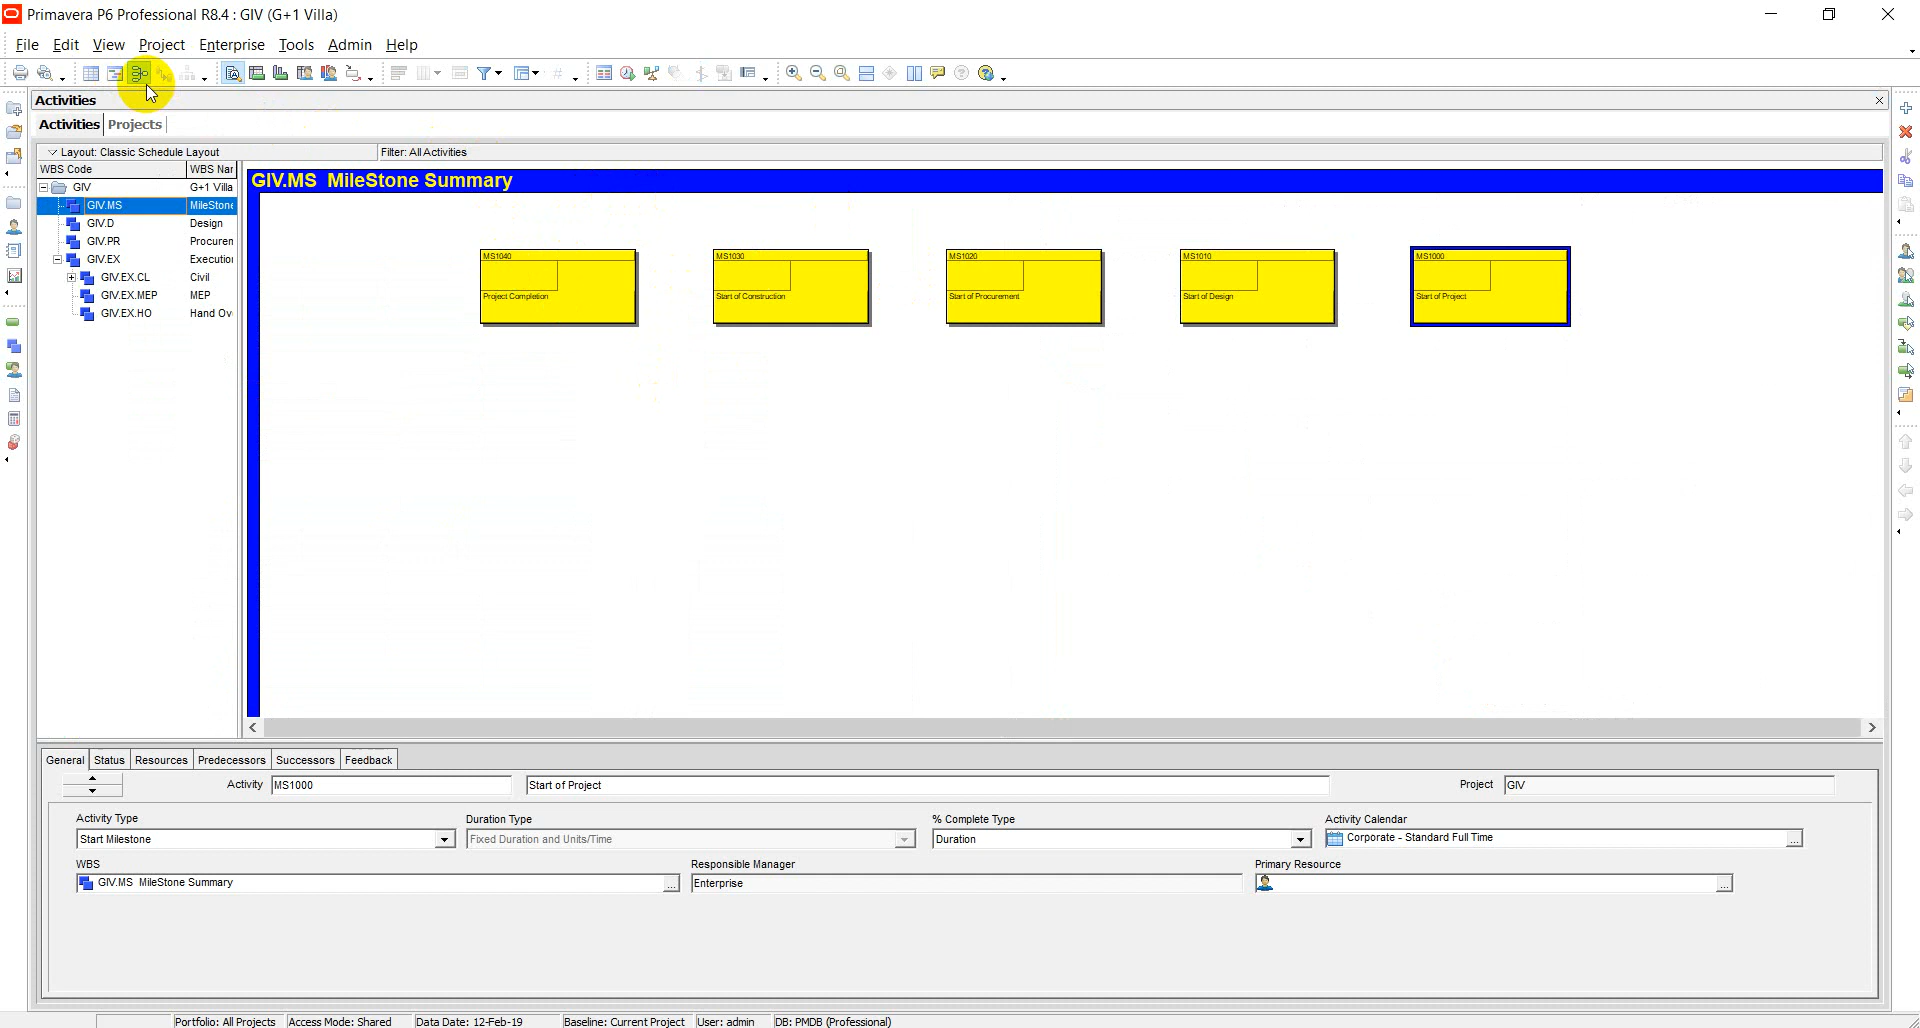 Primavera P6 Professional R8.4 : GIV (G+1 Villa)
File Edit View Project Enterprise Tools Admin Help
Activities
Activities Projects
Layout: Classic Schedule Layout Filter: All Activities
WBS Code WBS Nar
GIV G+1 Villa
GIV.MS MileStone
GIV.D Design
GIV.PR Procuren
GIV.EX Executio
GIV.EX.CL Civil
GIV.EX.MEP MEP
GIV.EX.HO Hand Ov
GIV.MS MileStone Summary
MS1040
Project Completion
MS1030
Start of Construction
MS1020
Start of Procurement
MS1010
Start of Design
MS1000
Start of Project
General Status Resources Predecessors Successors Feedback
Activity MS1000 Start of Project Project GIV
Activity Type Duration Type % Complete Type Activity Calendar
Start Milestone Fixed Duration and Units/Time Duration Corporate - Standard Full Time
WBS Responsible Manager Primary Resource
GIV.MS MileStone Summary Enterprise
Portfolio: All Projects Access Mode: Shared Data Date: 12-Feb-19 Baseline: Current Project User: admin DB: PMDB (Professional)